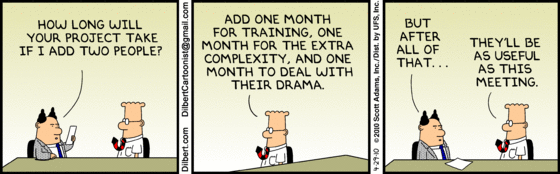 HOW LONG WILL
YOUR PROJECT TAKE
IF I ADD TWO PEOPLE?
Dilbert.com DilbertCartoonist@gmail.com
ADD ONE MONTH
FOR TRAINING, ONE
MONTH FOR THE EXTRA
COMPLEXITY, AND ONE
MONTH TO DEAL WITH
THEIR DRAMA.
4-29-10 ©2010 Scott Adams, Inc./Dist. by UFS, Inc.
BUT
AFTER
ALL OF
THAT...
THEY'LL BE
AS USEFUL
AS THIS
MEETING.